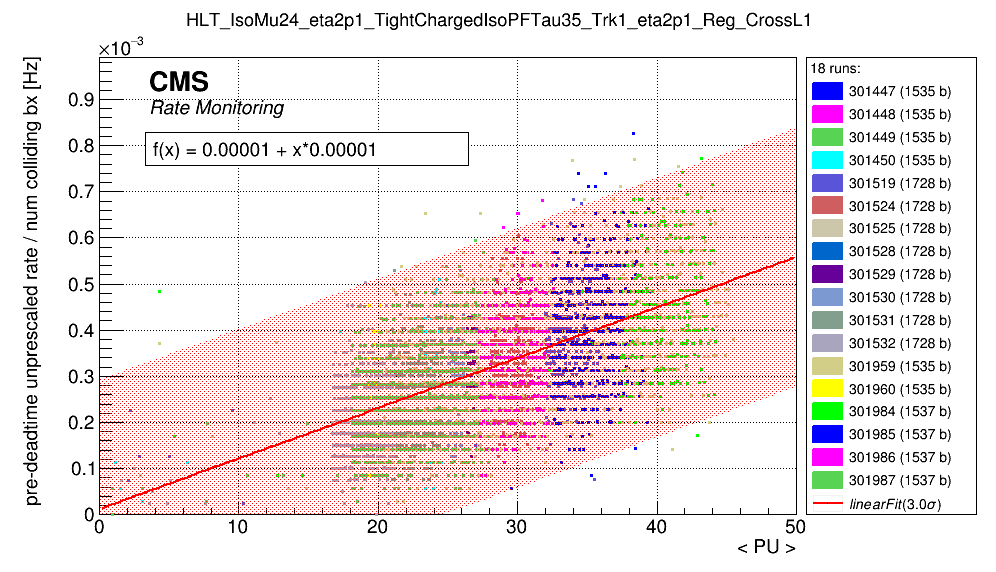 HLT_IsoMu24_eta2p1_TightChargedIsoPFTau35_Trk1_eta2p1_Reg_CrossL1
×10⁻³
pre-deadtime unprescaled rate / num colliding bx [Hz]
CMS
Rate Monitoring
f(x) = 0.00001 + x*0.00001
0.9
0.8
0.7
0.6
0.5
0.4
0.3
0.2
0.1
0
0 10 20 30 40 50
< PU >
18 runs:
301447 (1535 b)
301448 (1535 b)
301449 (1535 b)
301450 (1535 b)
301519 (1728 b)
301524 (1728 b)
301525 (1728 b)
301528 (1728 b)
301529 (1728 b)
301530 (1728 b)
301531 (1728 b)
301532 (1728 b)
301959 (1535 b)
301960 (1535 b)
301984 (1537 b)
301985 (1537 b)
301986 (1537 b)
301987 (1537 b)
linearFit(3.0σ)